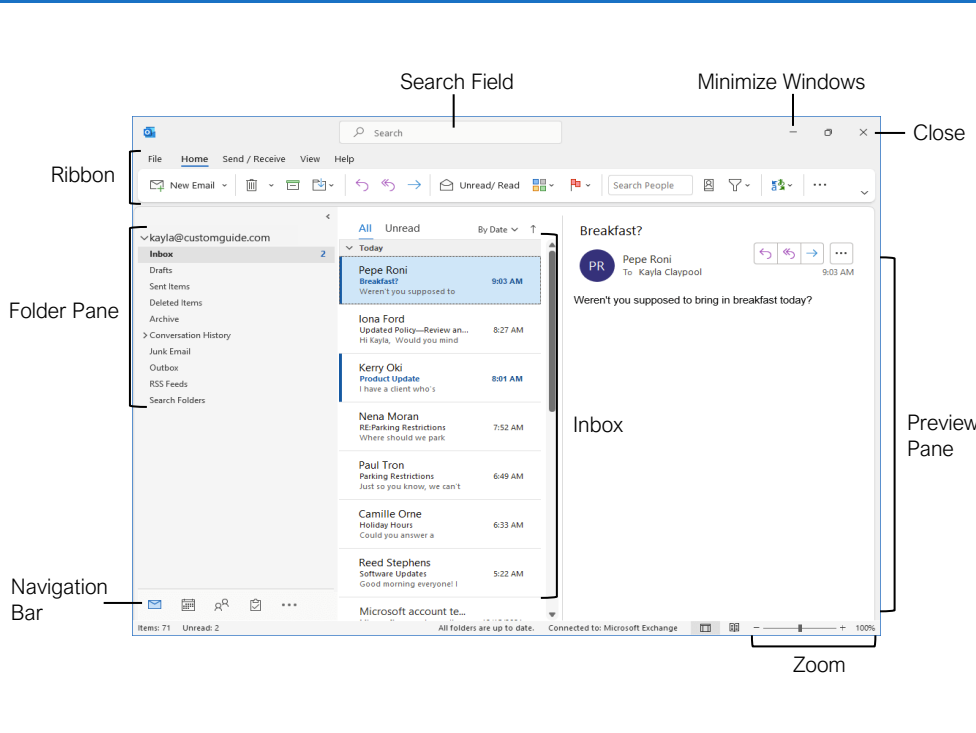 Search Field
Minimize Windows
Search
Close
File Home Send / Receive View Help
Ribbon
New Email
Unread/ Read
Search People
kayla@customguide.com
Inbox 2
Drafts
Sent Items
Deleted Items
Archive
Conversation History
Junk Email
Outbox
RSS Feeds
Search Folders
Folder Pane
All Unread By Date
Today
Pepe Roni
Breakfast? 9:03 AM
Weren't you supposed to
Iona Ford
Updated Policy—Review an... 8:27 AM
Hi Kayla, Would you mind
Kerry Oki
Product Update 8:01 AM
I have a client who's
Nena Moran
RE:Parking Restrictions 7:52 AM
Where should we park
Paul Tron
Parking Restrictions 6:49 AM
Just so you know, we can't
Camille Orne
Holiday Hours 6:33 AM
Could you answer a
Reed Stephens
Software Updates 5:22 AM
Good morning everyone! I
Microsoft account te...
Inbox
Breakfast?
PR
Pepe Roni
To Kayla Claypool
9:03 AM
Weren't you supposed to bring in breakfast today?
Preview
Pane
Navigation
Bar
Items: 71 Unread: 2
All folders are up to date. Connected to: Microsoft Exchange
100%
Zoom